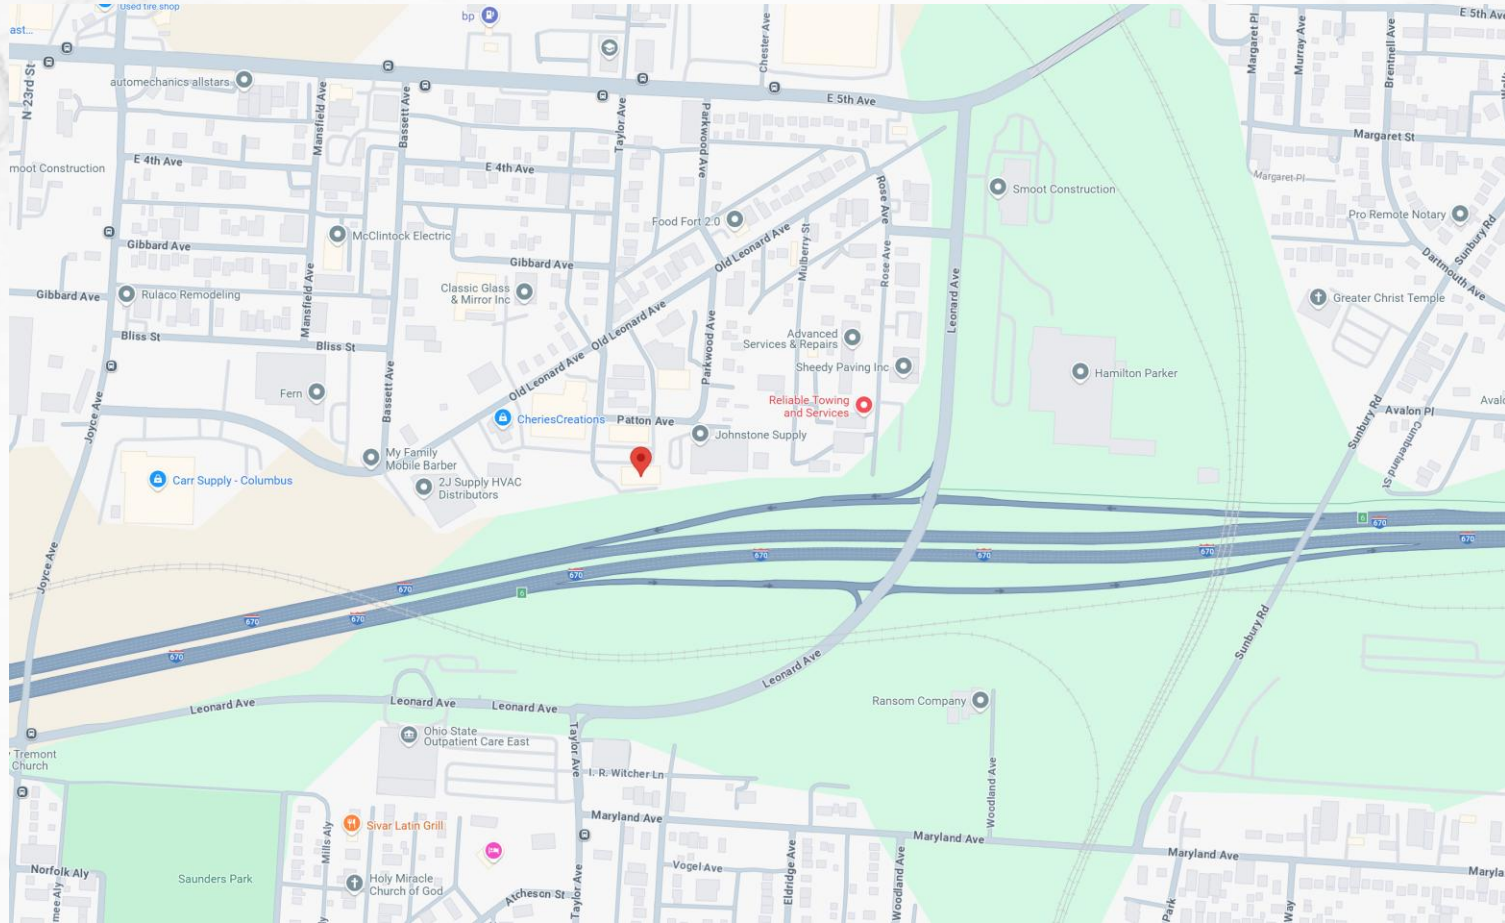 Used tire shop
bp
E 5th Ave
ast...
N 23rd St
automechanics allstars
Mansfield Ave
Bassett Ave
Taylor Ave
Parkwood Ave
Chester Ave
E 5th Ave
Margaret Pl
Murray Ave
Brentnell Ave
Margaret St
moot Construction
E 4th Ave
E 4th Ave
Rose Ave
Smoot Construction
Margaret Pl
Pro Remote Notary
Sunbury Rd
Food Fort 2.0
Old Leonard Ave
Mulberry St
McClintock Electric
Gibbard Ave
Gibbard Ave
Rose Ave
Dartmouth Ave
Gibbard Ave
Rulaco Remodeling
Mansfield Ave
Classic Glass
& Mirror Inc
Old Leonard Ave
Leonard Ave
Greater Christ Temple
Bliss St
Bliss St
Parkwood Ave
Advanced
Services & Repairs
Sheedy Paving Inc
Hamilton Parker
Fern
Bassett Ave
Old Leonard Ave
Reliable Towing
and Services
Sunbury Rd
Avalon Pl
Joyce Ave
CheriesCreations
Patton Ave
Johnstone Supply
Cumberland St
My Family
Mobile Barber
Carr Supply - Columbus
2J Supply HVAC
Distributors
6
670
670
670
670
670
Joyce Ave
670
670
6
670
670
670
Sunbury Rd
Leonard Ave
Leonard Ave
Leonard Ave
Leonard Ave
Ransom Company
Ohio State
Outpatient Care East
Taylor Ave
Tremont
Church
I. R. Witcher Ln
Woodland Ave
Maryland Ave
Maryland Ave
Maryland Ave
Sivar Latin Grill
Mills Aly
Norfolk Aly
Saunders Park
Holy Miracle
Church of God
Vogel Ave
Eldridge Ave
Woodland Ave
Atcheson St
Taylor Ave
mee Aly
Park
Way